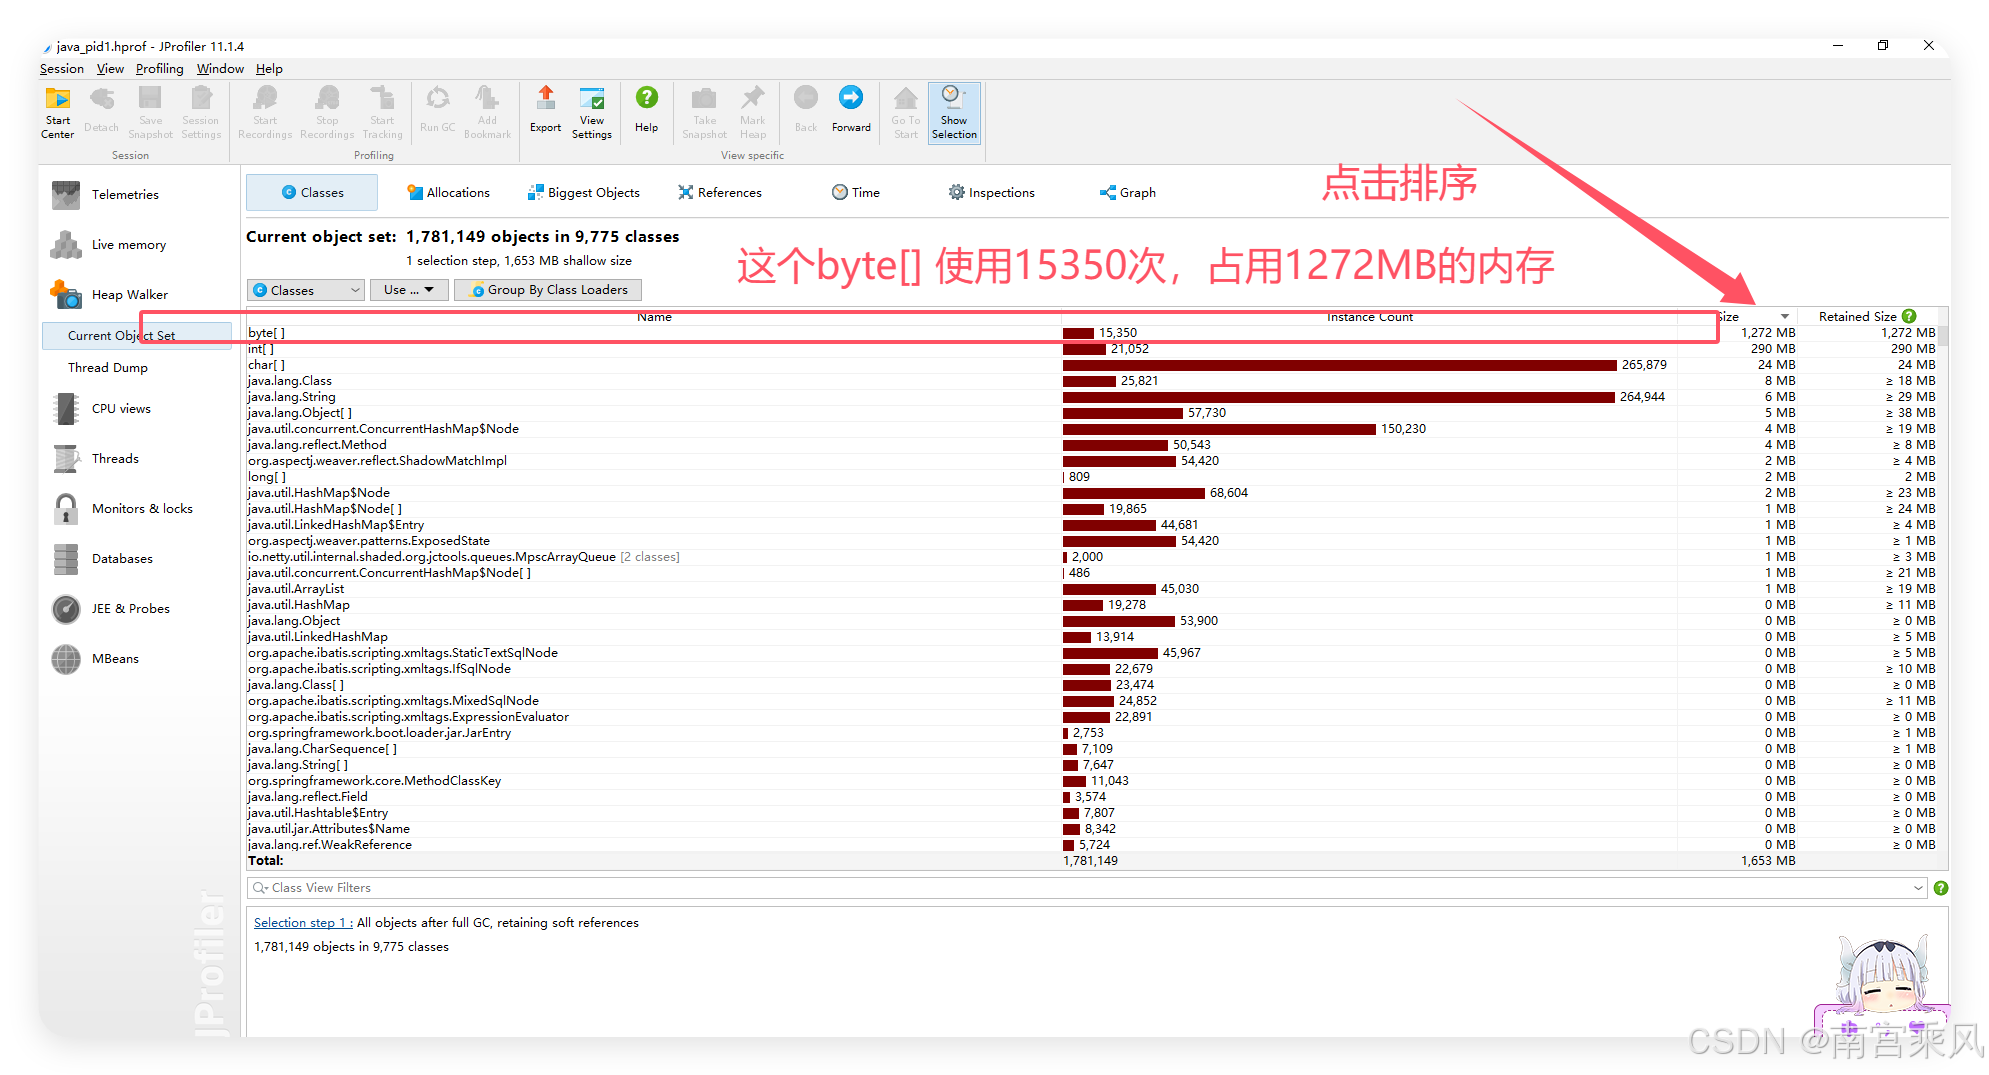 java_pid1.hprof - JProfiler 11.1.4
Session View Profiling Window Help
Start Center
Detach
Save Snapshot
Session Settings
Start Recordings
Stop Recordings
Start Tracking
Run GC
Add Bookmark
Export
View Settings
Help
Take Snapshot
Mark Heap
Back
Forward
Go To Start
Show Selection
Session
Profiling
View specific
Telemetries
Live memory
Heap Walker
Current Object Set
Thread Dump
CPU views
Threads
Monitors & locks
Databases
JEE & Probes
MBeans
JProfiler
Classes Allocations Biggest Objects References Time Inspections Graph
点击排序
Current object set: 1,781,149 objects in 9,775 classes
1 selection step, 1,653 MB shallow size
这个byte[] 使用15350次，占用1272MB的内存
Classes Use ... Group By Class Loaders
Name Instance Count Size Retained Size
byte[ ] 15,350 1,272 MB 1,272 MB
int[ ] 21,052 290 MB 290 MB
char[ ] 265,879 24 MB 24 MB
java.lang.Class 25,821 8 MB ≥ 18 MB
java.lang.String 264,944 6 MB ≥ 29 MB
java.lang.Object[ ] 57,730 5 MB ≥ 38 MB
java.util.concurrent.ConcurrentHashMap$Node 150,230 4 MB ≥ 19 MB
java.lang.reflect.Method 50,543 4 MB ≥ 8 MB
org.aspectj.weaver.reflect.ShadowMatchImpl 54,420 2 MB ≥ 4 MB
long[ ] 809 2 MB 2 MB
java.util.HashMap$Node 68,604 2 MB ≥ 23 MB
java.util.HashMap$Node[ ] 19,865 1 MB ≥ 24 MB
java.util.LinkedHashMap$Entry 44,681 1 MB ≥ 4 MB
org.aspectj.weaver.patterns.ExposedState 54,420 1 MB ≥ 1 MB
io.netty.util.internal.shaded.org.jctools.queues.MpscArrayQueue [2 classes] 2,000 1 MB ≥ 3 MB
java.util.concurrent.ConcurrentHashMap$Node[ ] 486 1 MB ≥ 21 MB
java.util.ArrayList 45,030 1 MB ≥ 19 MB
java.util.HashMap 19,278 0 MB ≥ 11 MB
java.lang.Object 53,900 0 MB ≥ 0 MB
java.util.LinkedHashMap 13,914 0 MB ≥ 5 MB
org.apache.ibatis.scripting.xmltags.StaticTextSqlNode 45,967 0 MB ≥ 5 MB
org.apache.ibatis.scripting.xmltags.IfSqlNode 22,679 0 MB ≥ 10 MB
java.lang.Class[ ] 23,474 0 MB ≥ 0 MB
org.apache.ibatis.scripting.xmltags.MixedSqlNode 24,852 0 MB ≥ 11 MB
org.apache.ibatis.scripting.xmltags.ExpressionEvaluator 22,891 0 MB ≥ 0 MB
org.springframework.boot.loader.jar.JarEntry 2,753 0 MB ≥ 1 MB
java.lang.CharSequence[ ] 7,109 0 MB ≥ 1 MB
java.lang.String[ ] 7,647 0 MB ≥ 0 MB
org.springframework.core.MethodClassKey 11,043 0 MB ≥ 0 MB
java.lang.reflect.Field 3,574 0 MB ≥ 0 MB
java.util.Hashtable$Entry 7,807 0 MB ≥ 0 MB
java.util.jar.Attributes$Name 8,342 0 MB ≥ 0 MB
java.lang.ref.WeakReference 5,724 0 MB ≥ 0 MB
Total: 1,781,149 1,653 MB
Class View Filters
Selection step 1 : All objects after full GC, retaining soft references
1,781,149 objects in 9,775 classes
CSDN @南宫乘风